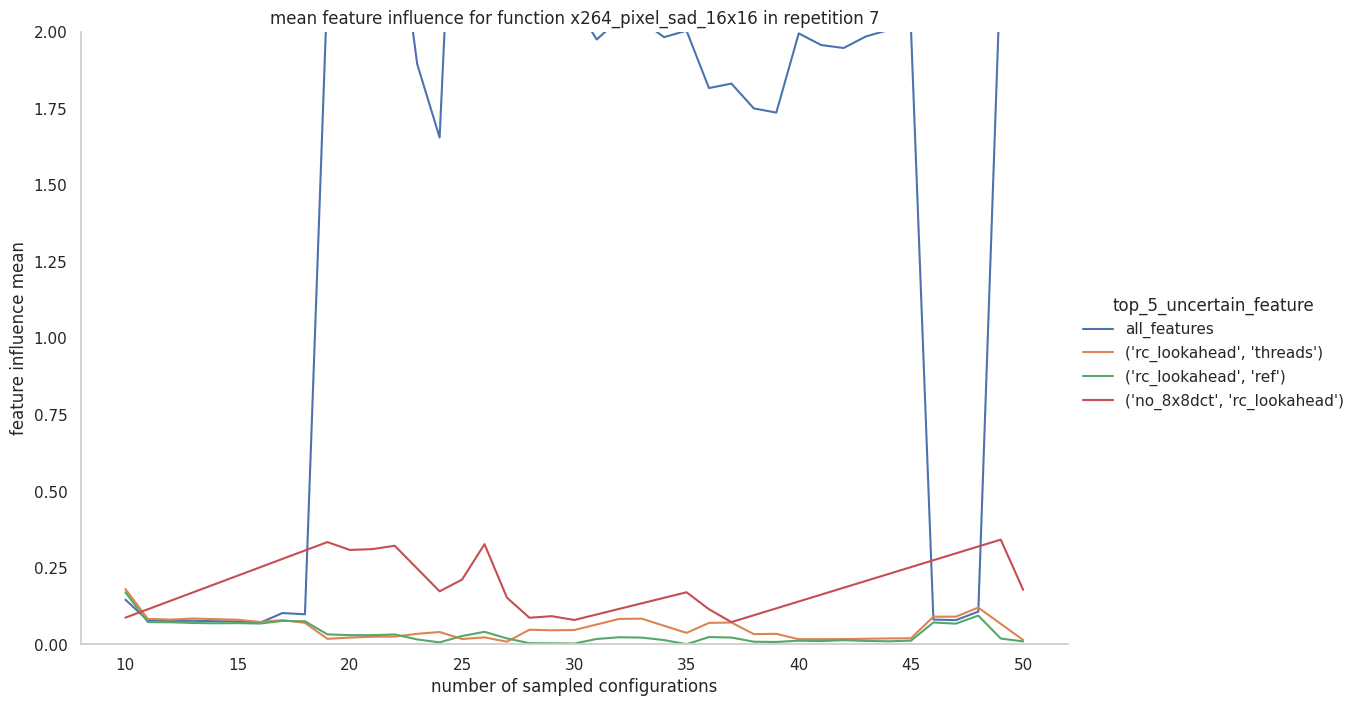 mean feature influence for function x264_pixel_sad_16x16 in repetition 7
2.00
1.75
1.50
1.25
1.00
0.75
0.50
0.25
0.00
feature influence mean
10 15 20 25 30 35 40 45 50
number of sampled configurations
top_5_uncertain_feature
all_features
('rc_lookahead', 'threads')
('rc_lookahead', 'ref')
('no_8x8dct', 'rc_lookahead')